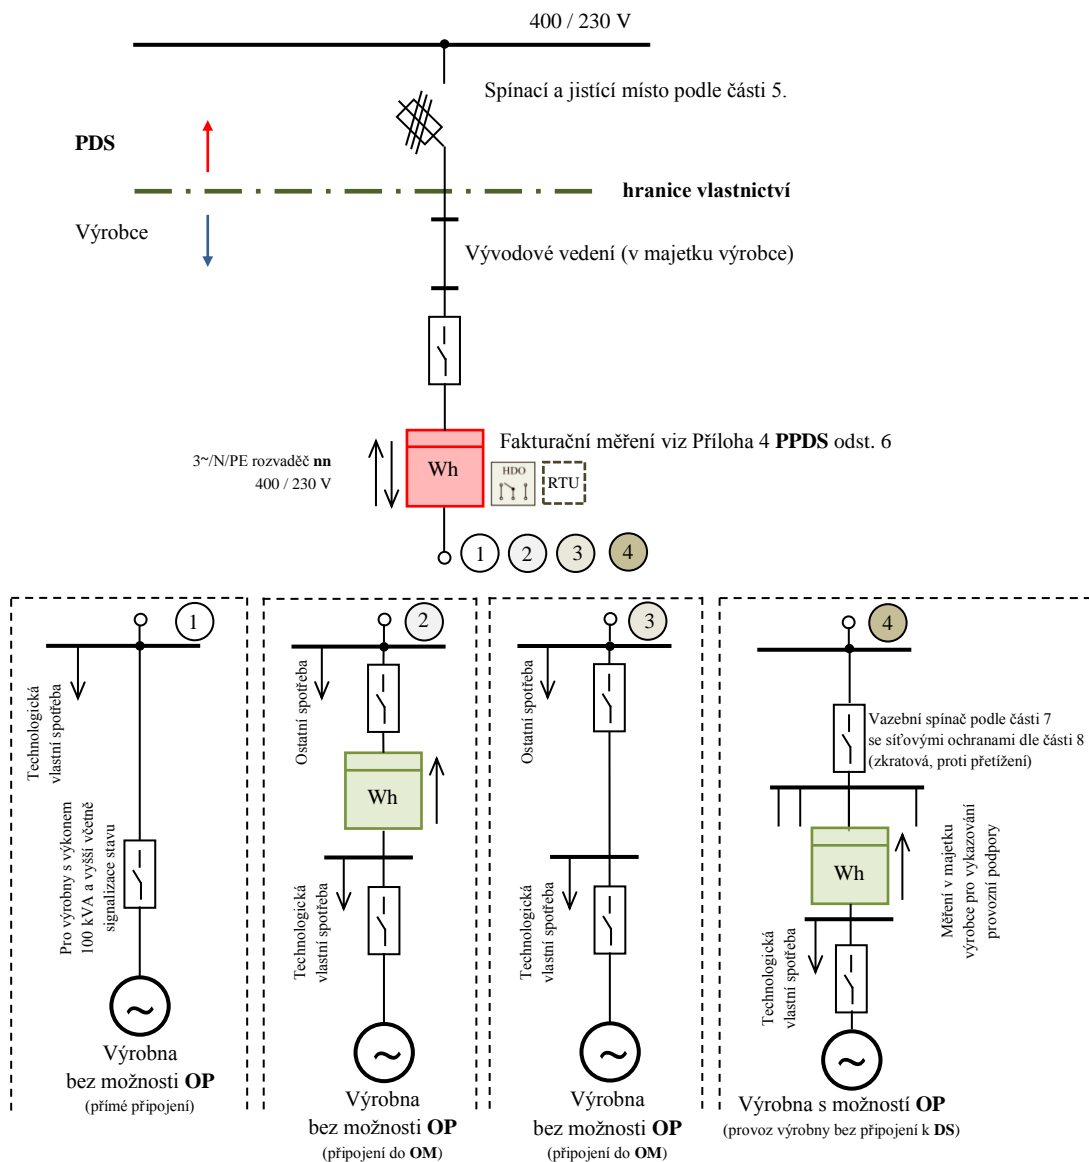 400 / 230 V
Spínací a jistící místo podle části 5.
PDS
hranice vlastnictví
Výrobce
Vývodové vedení (v majetku výrobce)
Fakturační měření viz Příloha 4 PPDS odst. 6
3~/N/PE rozvaděč nn
400 / 230 V
Wh
HDO
RTU
1
2
3
4
1
Technologická
vlastní spotřeba
Pro výrobny s výkonem
100 kVA a vyšší včetně
signalizace stavu
~
Výrobna
bez možnosti OP
(přímé připojení)
2
Ostatní spotřeba
Wh
Technologická
vlastní spotřeba
~
Výrobna
bez možnosti OP
(připojení do OM)
3
Ostatní spotřeba
Technologická
vlastní spotřeba
~
Výrobna
bez možnosti OP
(připojení do OM)
4
Vazební spínač podle části 7
se síťovými ochranami dle části 8
(zkratová, proti přetížení)
Wh
Měření v majetku
výrobce pro vykazování
provozní podpory
Technologická
vlastní spotřeba
~
Výrobna s možností OP
(provoz výrobny bez připojení k DS)